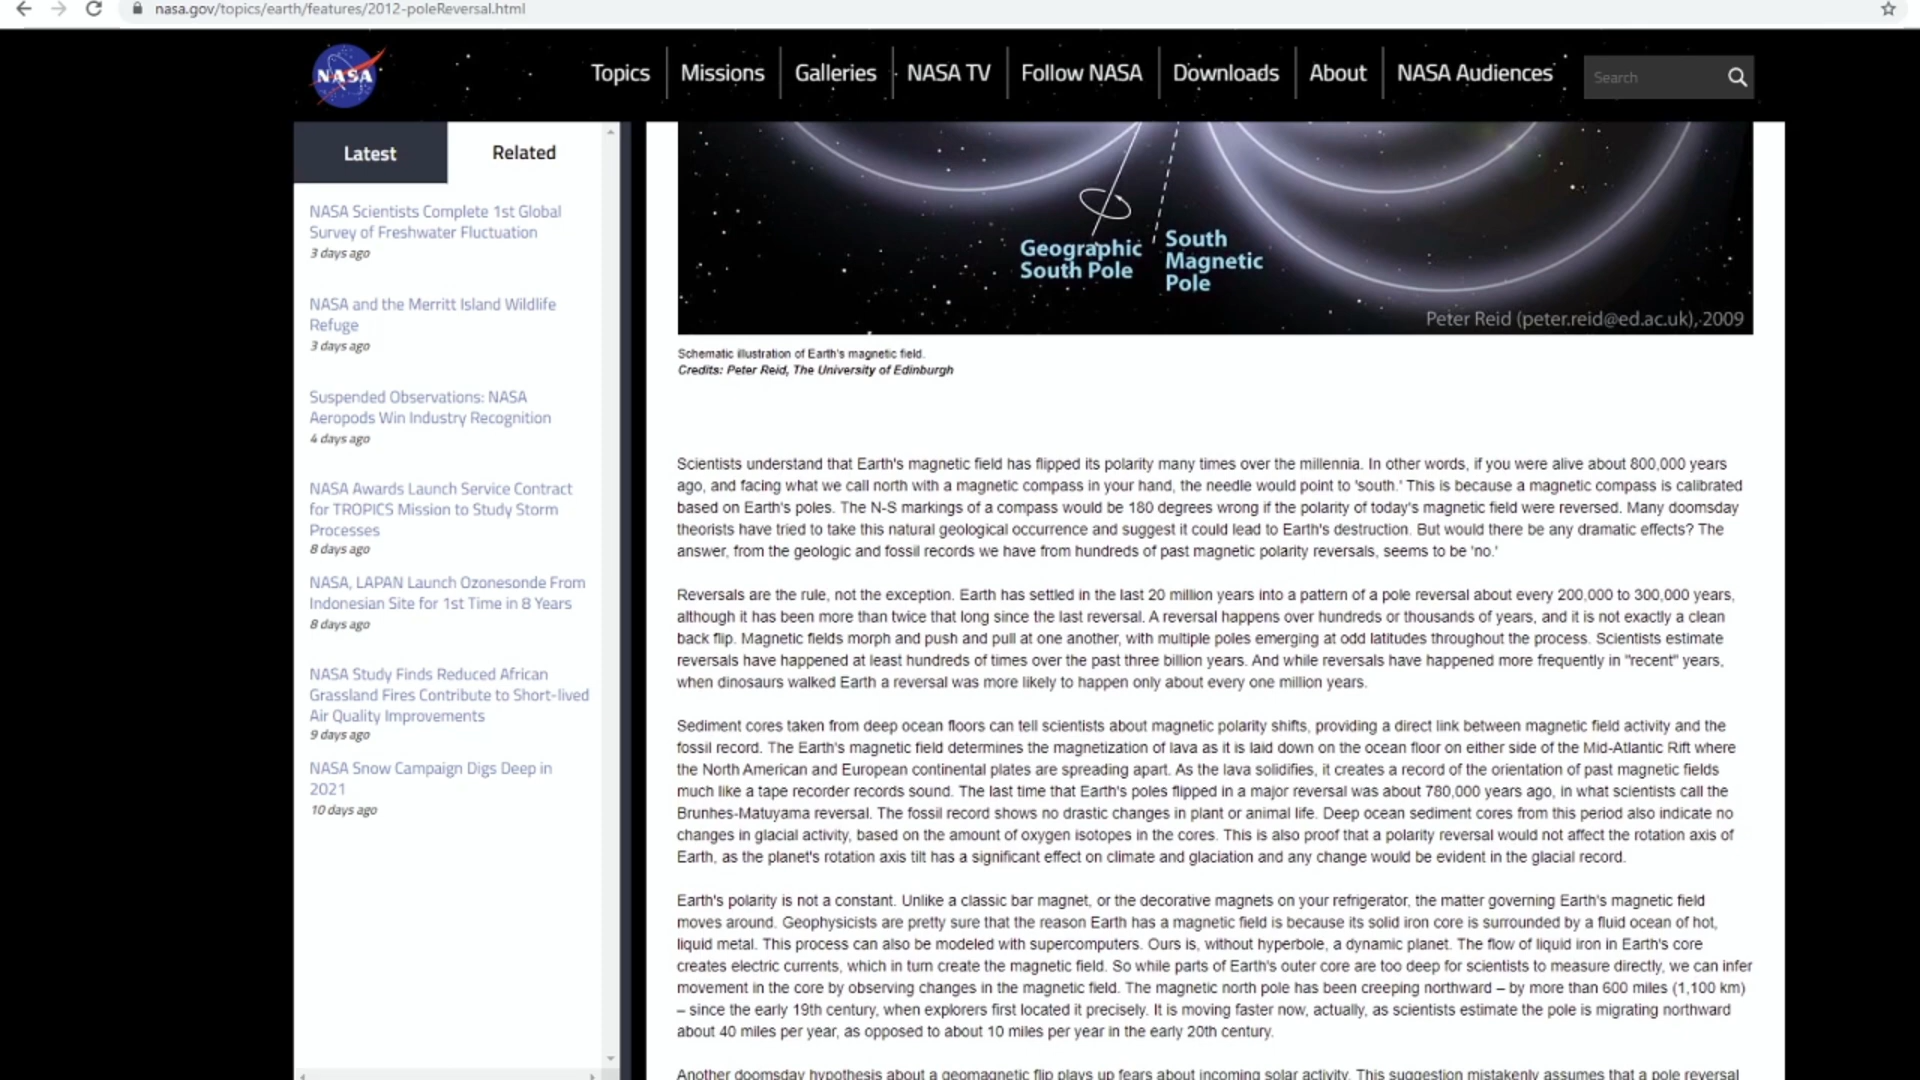 nasa.gov/topics/earth/features/2012-poleReversal.html
NASA
Topics
Missions
Galleries
NASA TV
Follow NASA
Downloads
About
NASA Audiences
Search
Latest
Related
NASA Scientists Complete 1st Global
Survey of Freshwater Fluctuation
3 days ago
NASA and the Merritt Island Wildlife
Refuge
3 days ago
Suspended Observations: NASA
Aeropods Win Industry Recognition
4 days ago
NASA Awards Launch Service Contract
for TROPICS Mission to Study Storm
Processes
8 days ago
NASA, LAPAN Launch Ozonesonde From
Indonesian Site for 1st Time in 8 Years
8 days ago
NASA Study Finds Reduced African
Grassland Fires Contribute to Short-lived
Air Quality Improvements
9 days ago
NASA Snow Campaign Digs Deep in
2021
10 days ago
Geographic
South Pole
South
Magnetic
Pole
Peter Reid (peter.reid@ed.ac.uk), 2009
Schematic illustration of Earth's magnetic field.
Credits: Peter Reid, The University of Edinburgh
Scientists understand that Earth's magnetic field has flipped its polarity many times over the millennia. In other words, if you were alive about 800,000 years
ago, and facing what we call north with a magnetic compass in your hand, the needle would point to 'south.' This is because a magnetic compass is calibrated
based on Earth's poles. The N-S markings of a compass would be 180 degrees wrong if the polarity of today's magnetic field were reversed. Many doomsday
theorists have tried to take this natural geological occurrence and suggest it could lead to Earth's destruction. But would there be any dramatic effects? The
answer, from the geologic and fossil records we have from hundreds of past magnetic polarity reversals, seems to be 'no.'
Reversals are the rule, not the exception. Earth has settled in the last 20 million years into a pattern of a pole reversal about every 200,000 to 300,000 years,
although it has been more than twice that long since the last reversal. A reversal happens over hundreds or thousands of years, and it is not exactly a clean
back flip. Magnetic fields morph and push and pull at one another, with multiple poles emerging at odd latitudes throughout the process. Scientists estimate
reversals have happened at least hundreds of times over the past three billion years. And while reversals have happened more frequently in "recent" years,
when dinosaurs walked Earth a reversal was more likely to happen only about every one million years.
Sediment cores taken from deep ocean floors can tell scientists about magnetic polarity shifts, providing a direct link between magnetic field activity and the
fossil record. The Earth's magnetic field determines the magnetization of lava as it is laid down on the ocean floor on either side of the Mid-Atlantic Rift where
the North American and European continental plates are spreading apart. As the lava solidifies, it creates a record of the orientation of past magnetic fields
much like a tape recorder records sound. The last time that Earth's poles flipped in a major reversal was about 780,000 years ago, in what scientists call the
Brunhes-Matuyama reversal. The fossil record shows no drastic changes in plant or animal life. Deep ocean sediment cores from this period also indicate no
changes in glacial activity, based on the amount of oxygen isotopes in the cores. This is also proof that a polarity reversal would not affect the rotation axis of
Earth, as the planet's rotation axis tilt has a significant effect on climate and glaciation and any change would be evident in the glacial record.
Earth's polarity is not a constant. Unlike a classic bar magnet, or the decorative magnets on your refrigerator, the matter governing Earth's magnetic field
moves around. Geophysicists are pretty sure that the reason Earth has a magnetic field is because its solid iron core is surrounded by a fluid ocean of hot,
liquid metal. This process can also be modeled with supercomputers. Ours is, without hyperbole, a dynamic planet. The flow of liquid iron in Earth's core
creates electric currents, which in turn create the magnetic field. So while parts of Earth's outer core are too deep for scientists to measure directly, we can infer
movement in the core by observing changes in the magnetic field. The magnetic north pole has been creeping northward – by more than 600 miles (1,100 km)
– since the early 19th century, when explorers first located it precisely. It is moving faster now, actually, as scientists estimate the pole is migrating northward
about 40 miles per year, as opposed to about 10 miles per year in the early 20th century.
Another doomsday hypothesis about a geomagnetic flip plays up fears about incoming solar activity. This suggestion mistakenly assumes that a pole reversal